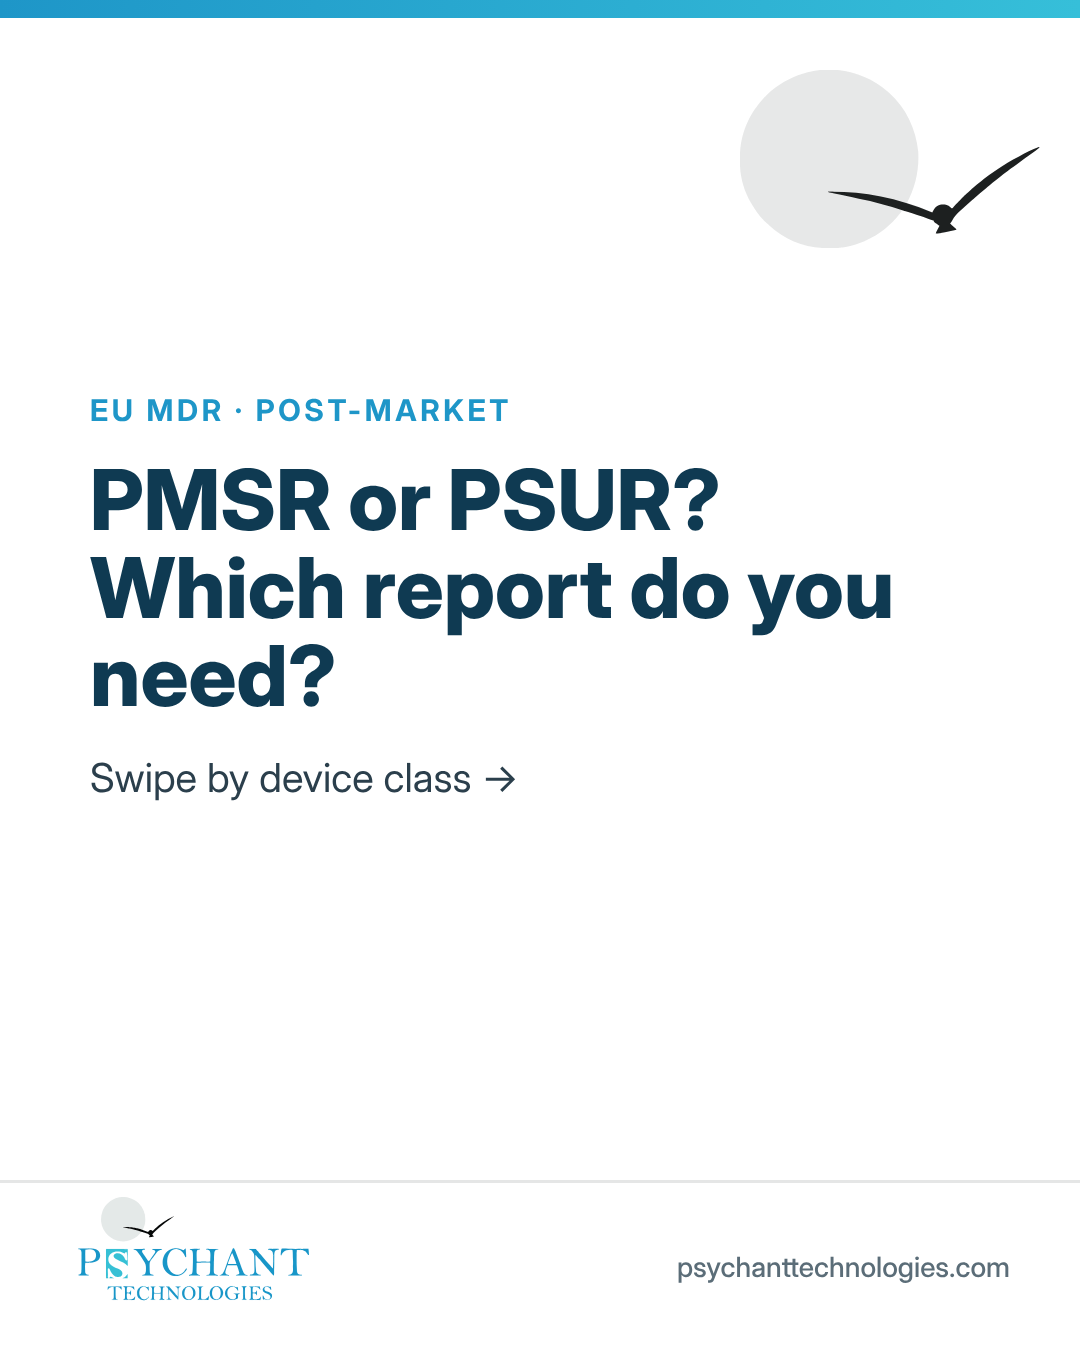 EU MDR · POST-MARKET
PMSR or PSUR?
Which report do you
need?
Swipe by device class →
PSYCHANT
TECHNOLOGIES
psychanttechnologies.com